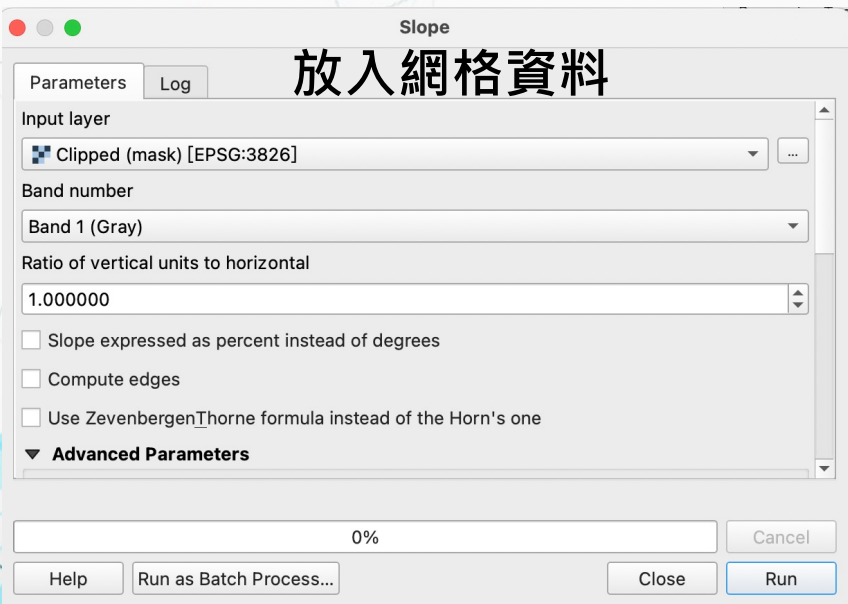 Slope
放入網格資料
Parameters
Log
Input layer
Clipped (mask) [EPSG:3826]
...
Band number
Band 1 (Gray)
Ratio of vertical units to horizontal
1.000000
Slope expressed as percent instead of degrees
Compute edges
Use ZevenbergenThorne formula instead of the Horn's one
Advanced Parameters
0%
Cancel
Help
Run as Batch Process...
Close
Run